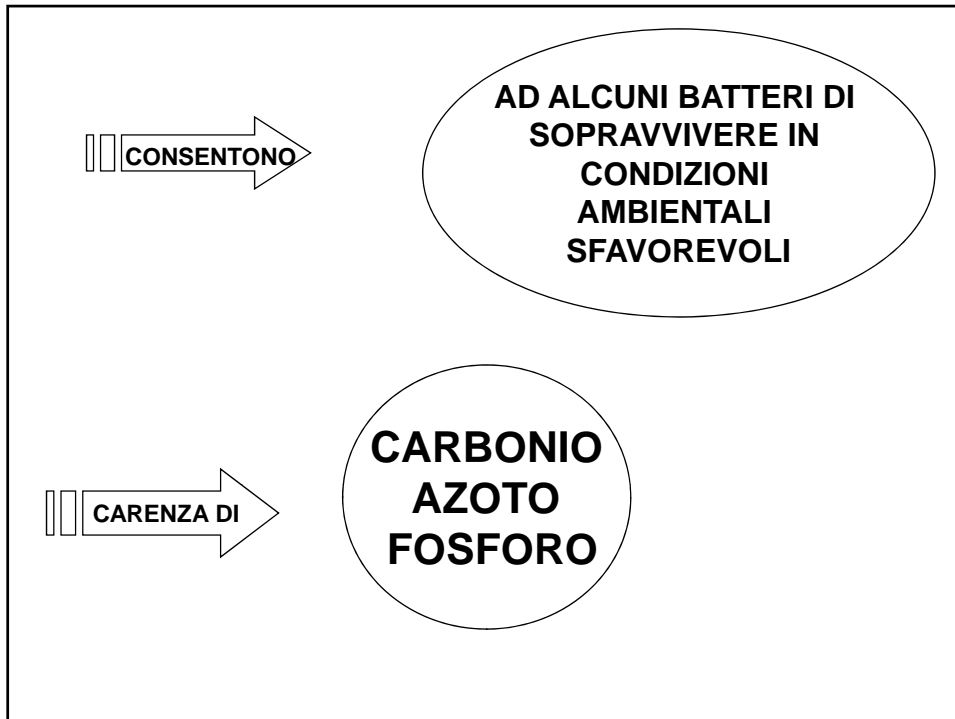 CONSENTONO
AD ALCUNI BATTERI DI
SOPRAVVIVERE IN
CONDIZIONI
AMBIENTALI
SFAVOREVOLI
CARENZA DI
CARBONIO
AZOTO
FOSFORO